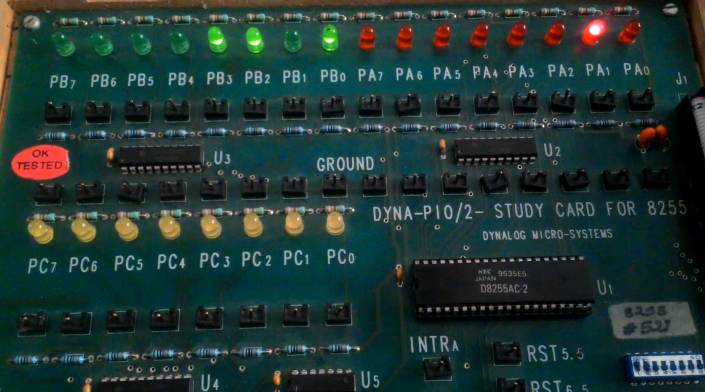 PB7 PB6 PB5 PB4 PB3 PB2 PB1 PB0 PA7 PA6 PA5 PA4 PA3 PA2 PA1 PA0
J1
OK
TESTED
U3
U2
GROUND
DYNA-PIO/2- STUDY CARD FOR 8255
DYNALOG MICRO-SYSTEMS
PC7 PC6 PC5 PC4 PC3 PC2 PC1 PC0
NEC 9535E5
JAPAN
D8255AC-2
U1
8255
#521
INTRA
RST 5.5
RST 6.5
U4
U5